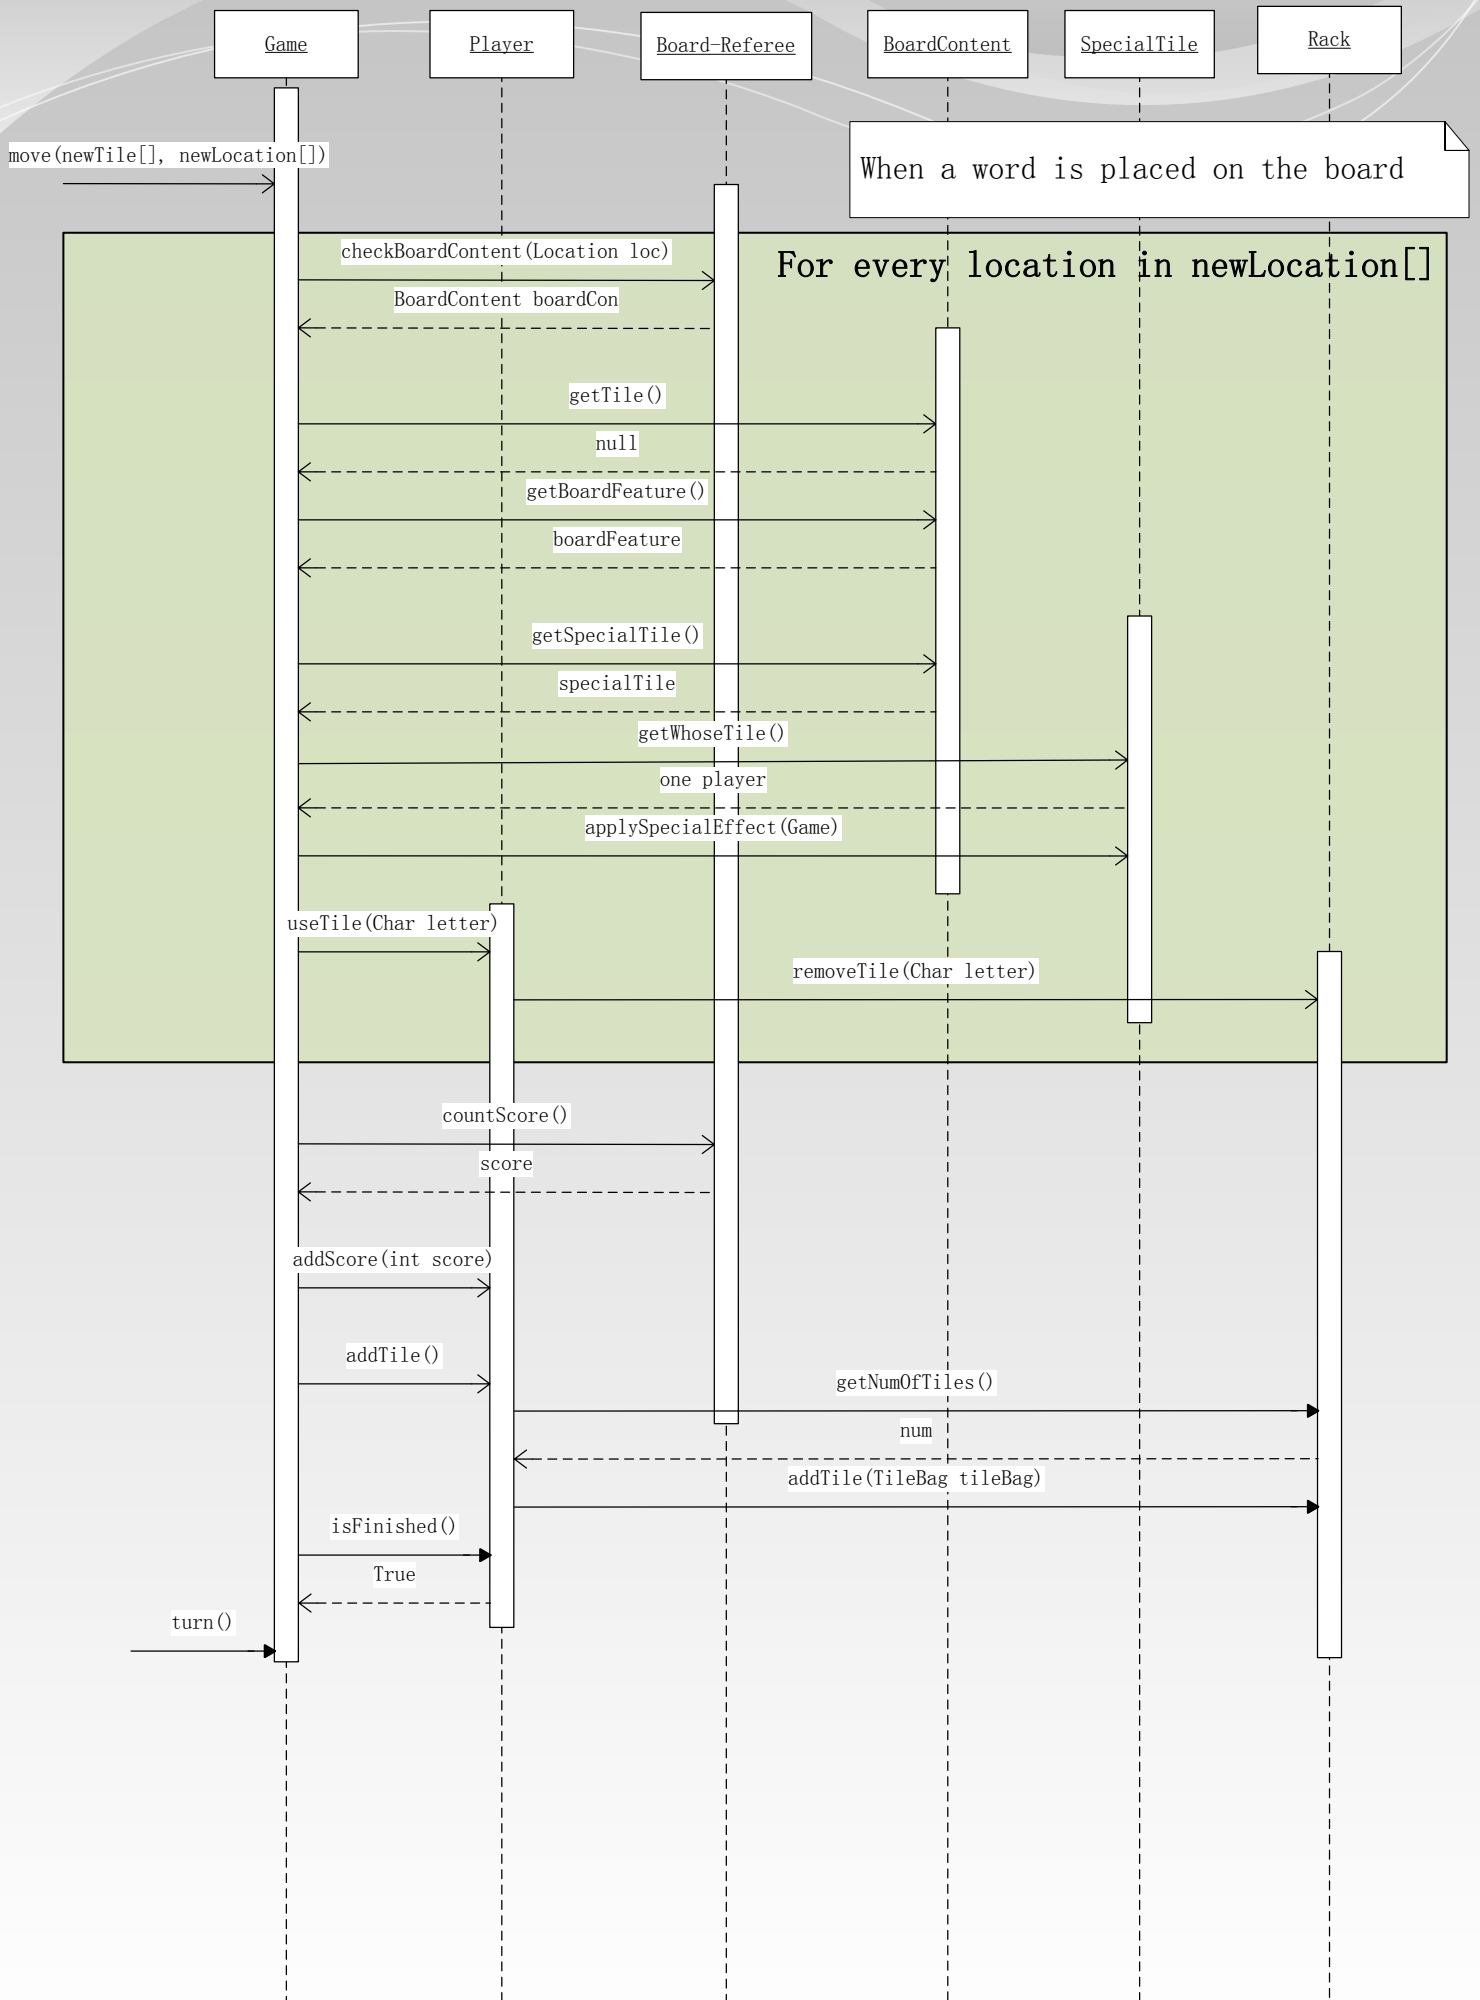 Game
Player
Board-Referee
BoardContent
SpecialTile
Rack
move(newTile[], newLocation[])
When a word is placed on the board
checkBoardContent(Location loc)
For every location in newLocation[]
BoardContent boardCon
getTile()
null
getBoardFeature()
boardFeature
getSpecialTile()
specialTile
getWhoseTile()
one player
applySpecialEffect(Game)
useTile(Char letter)
removeTile(Char letter)
countScore()
score
addScore(int score)
addTile()
getNumOfTiles()
num
addTile(TileBag tileBag)
isFinished()
True
turn()